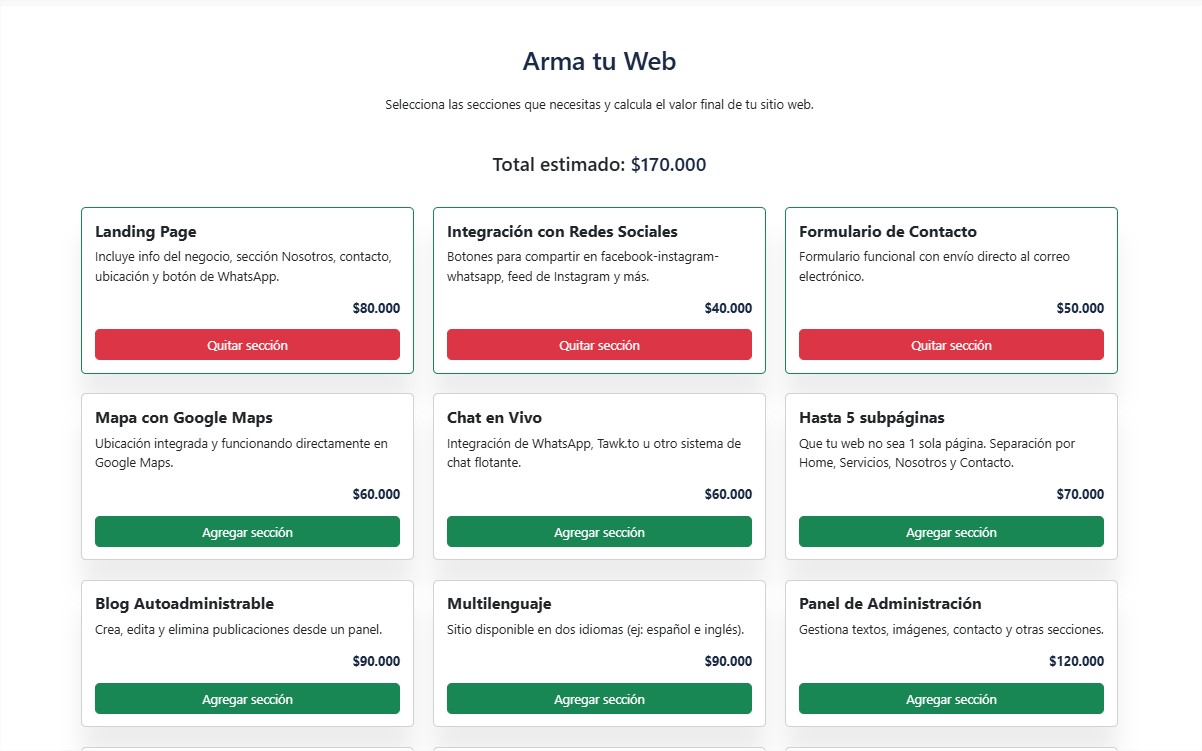 Arma tu Web
Selecciona las secciones que necesitas y calcula el valor final de tu sitio web.
Total estimado: $170.000
Landing Page
Incluye info del negocio, sección Nosotros, contacto,
ubicación y botón de WhatsApp.
$80.000
Quitar sección
Integración con Redes Sociales
Botones para compartir en facebook-instagram-
whatsapp, feed de Instagram y más.
$40.000
Quitar sección
Formulario de Contacto
Formulario funcional con envío directo al correo
electrónico.
$50.000
Quitar sección
Mapa con Google Maps
Ubicación integrada y funcionando directamente en
Google Maps.
$60.000
Agregar sección
Chat en Vivo
Integración de WhatsApp, Tawk.to u otro sistema de
chat flotante.
$60.000
Agregar sección
Hasta 5 subpáginas
Que tu web no sea 1 sola página. Separación por
Home, Servicios, Nosotros y Contacto.
$70.000
Agregar sección
Blog Autoadministrable
Crea, edita y elimina publicaciones desde un panel.
$90.000
Agregar sección
Multilenguaje
Sitio disponible en dos idiomas (ej: español e inglés).
$90.000
Agregar sección
Panel de Administración
Gestiona textos, imágenes, contacto y otras secciones.
$120.000
Agregar sección